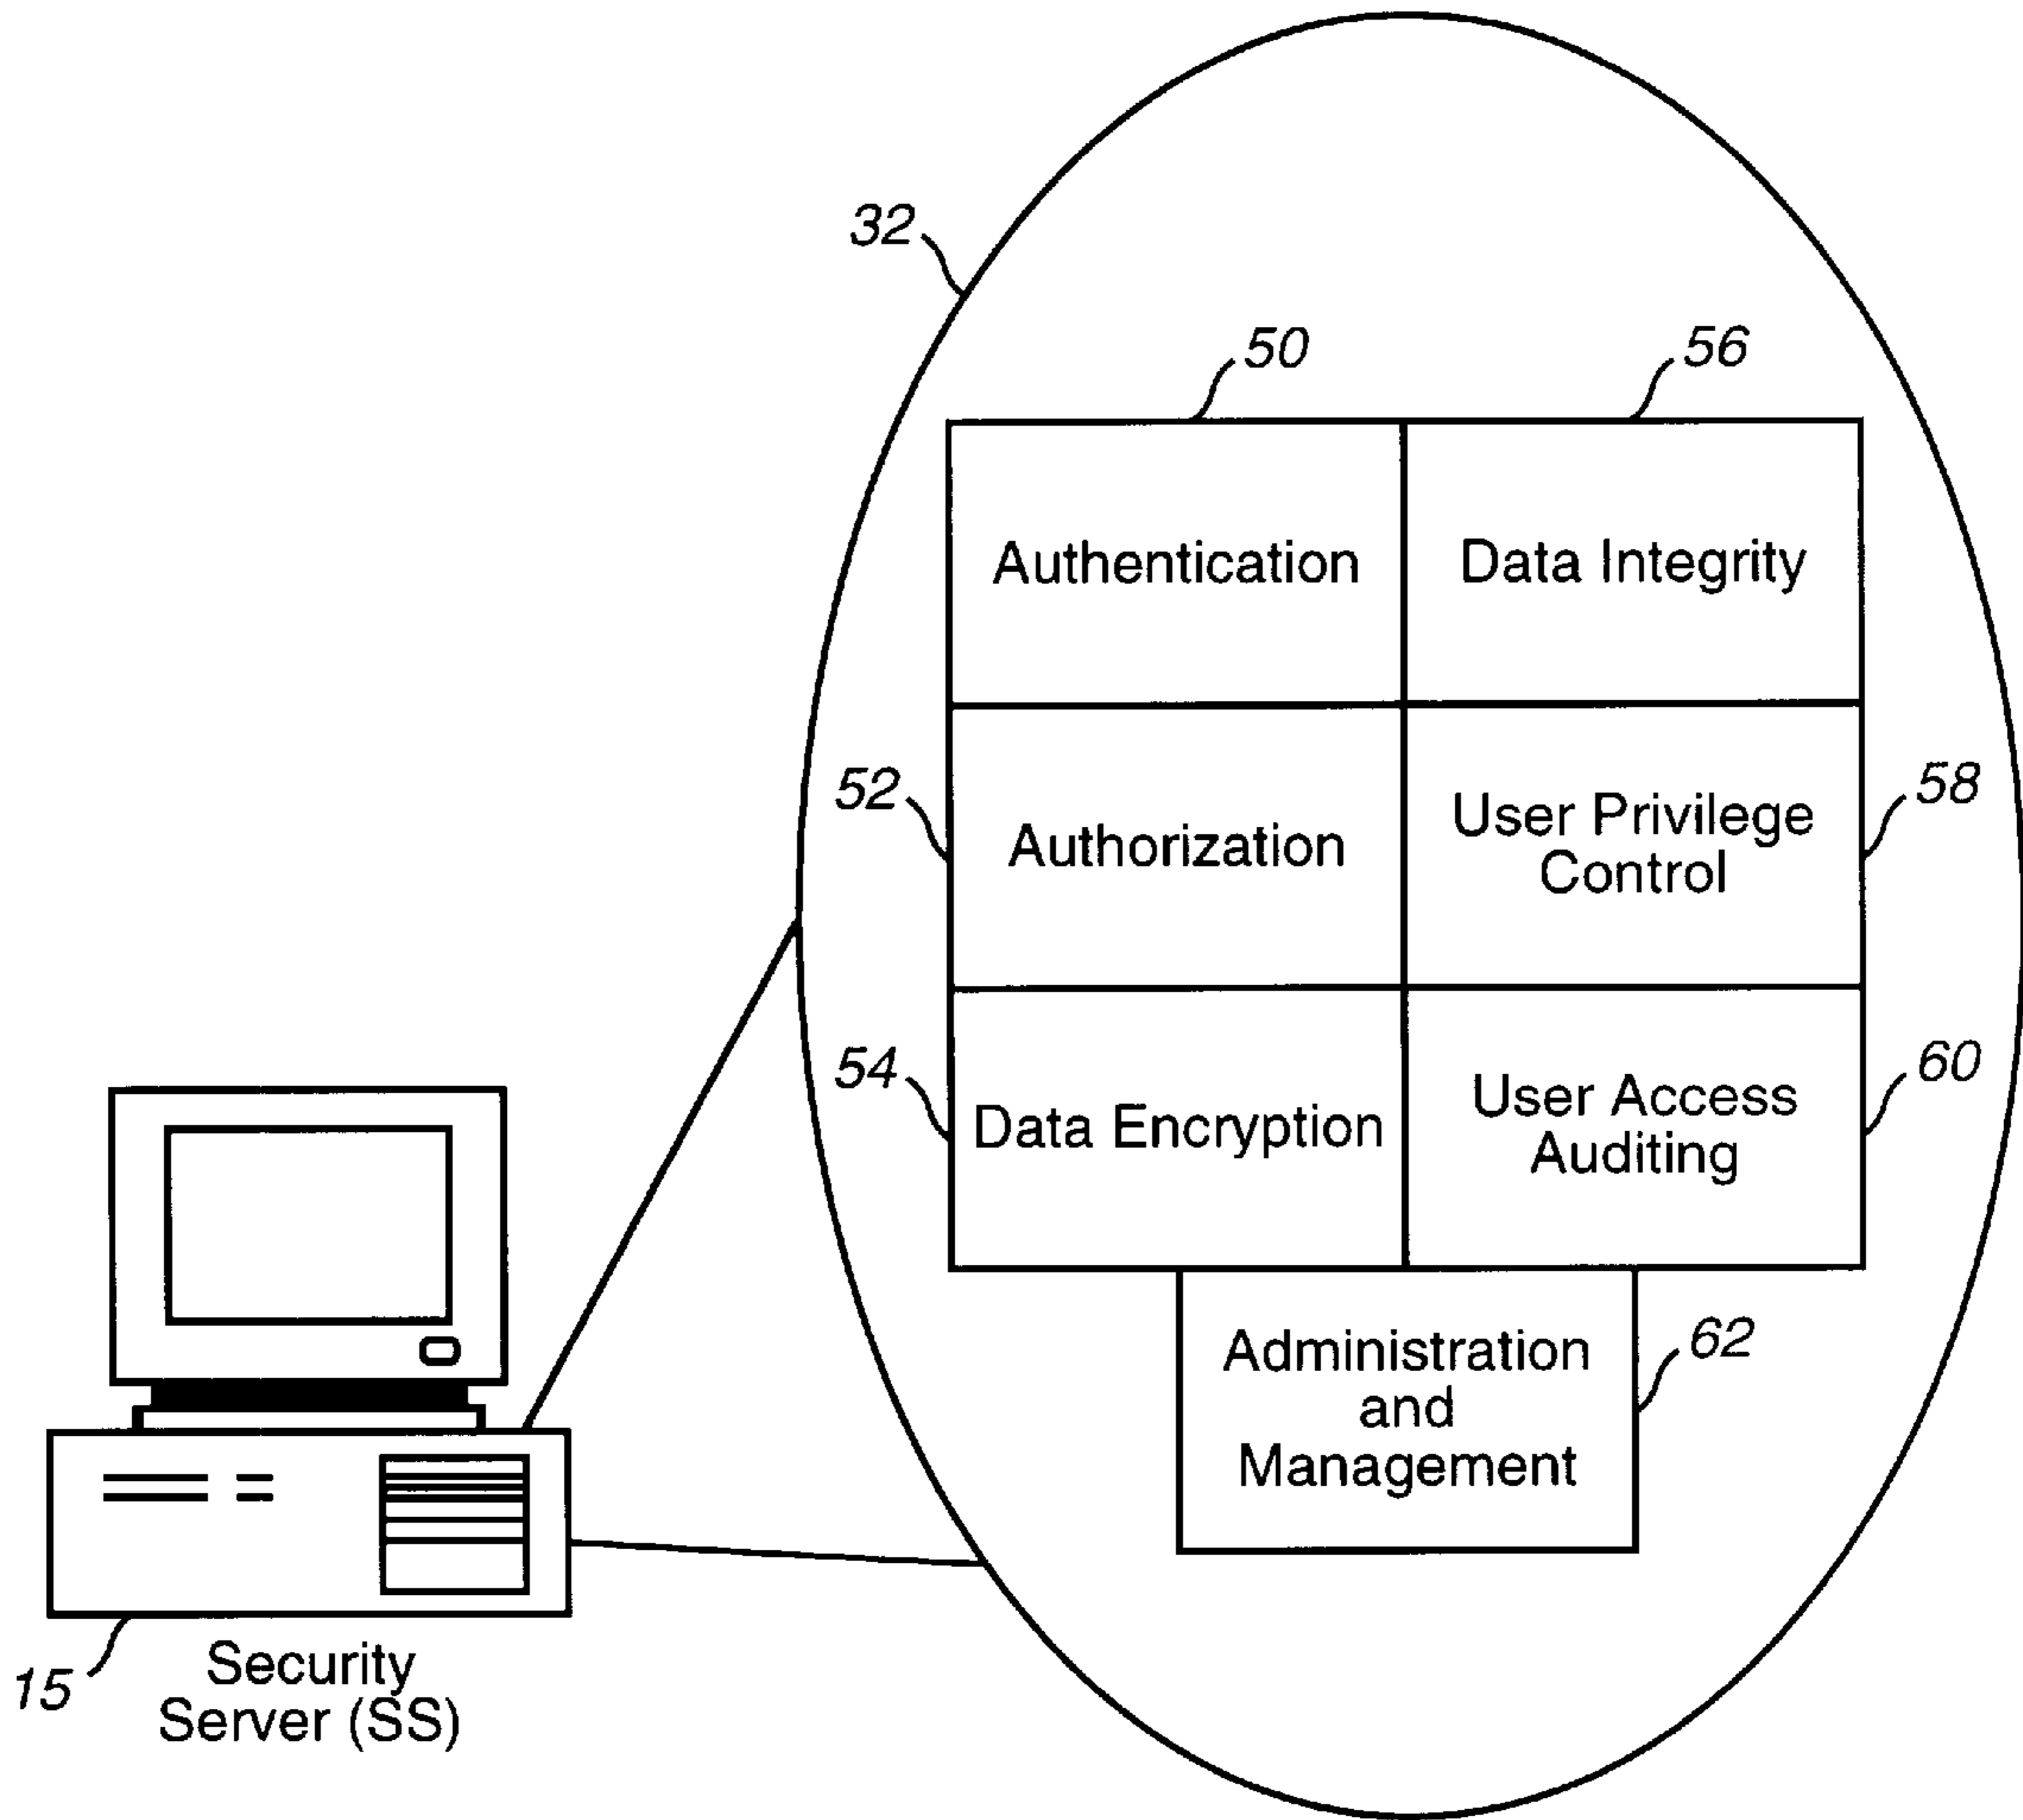 32
50
56
Authentication
Data Integrity
52
Authorization
User Privilege
Control
58
54
Data Encryption
User Access
Auditing
60
Administration
and
Management
62
15
Security
Server (SS)